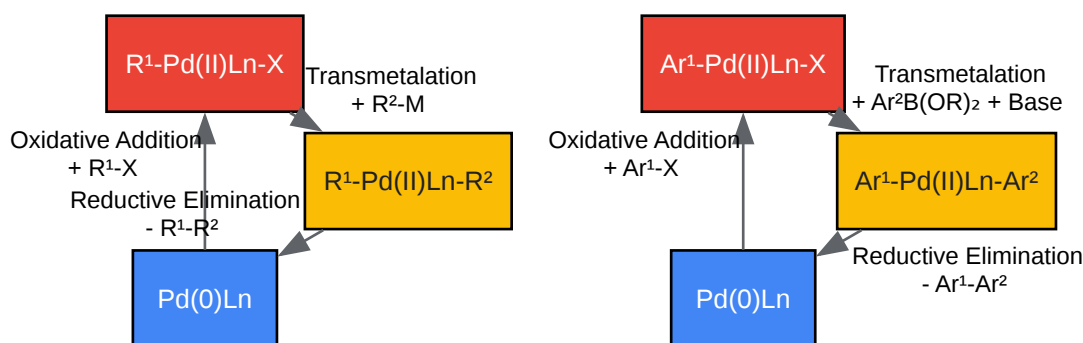 R¹-Pd(II)Ln-X
Transmetalation
+ R²-M
Oxidative Addition
+ R¹-X
R¹-Pd(II)Ln-R²
Reductive Elimination
- R¹-R²
Pd(0)Ln
Ar¹-Pd(II)Ln-X
Transmetalation
+ Ar²B(OR)₂ + Base
Oxidative Addition
+ Ar¹-X
Ar¹-Pd(II)Ln-Ar²
Reductive Elimination
- Ar¹-Ar²
Pd(0)Ln